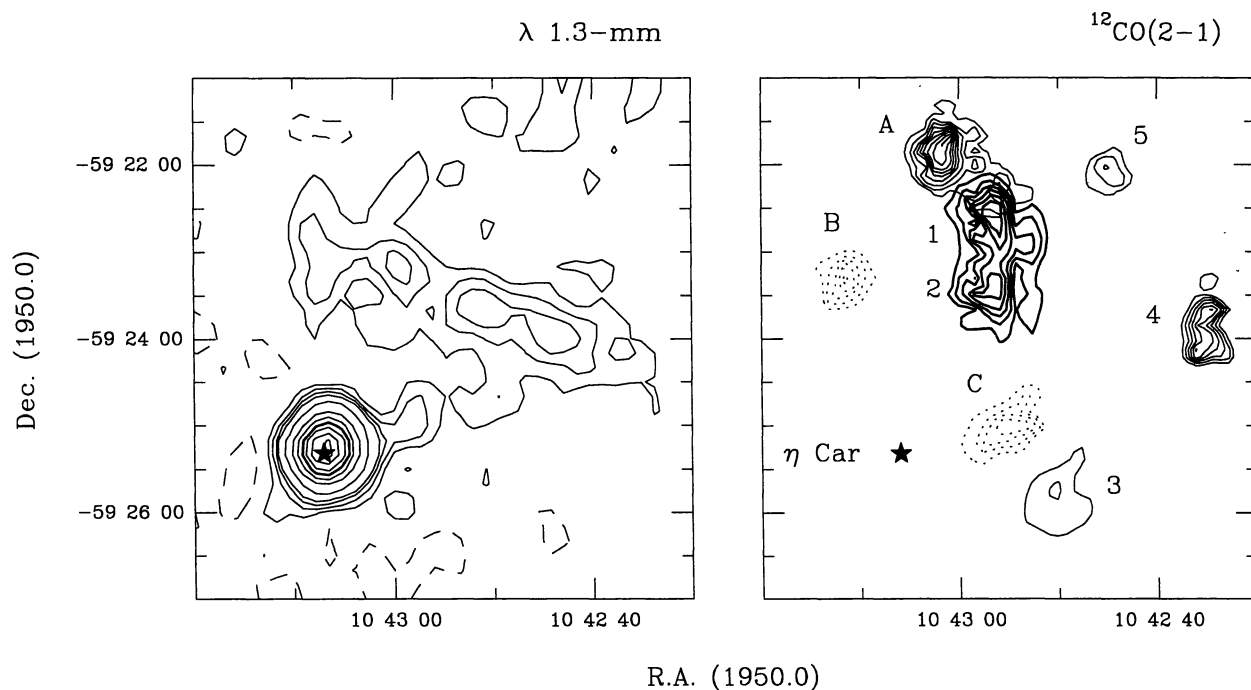 λ 1.3-mm
¹²CO(2-1)
A
5
-59 22 00
B
1
2
4
-59 24 00
C
Dec. (1950.0)
η Car
3
-59 26 00
10 43 00
10 42 40
10 43 00
10 42 40
R.A. (1950.0)